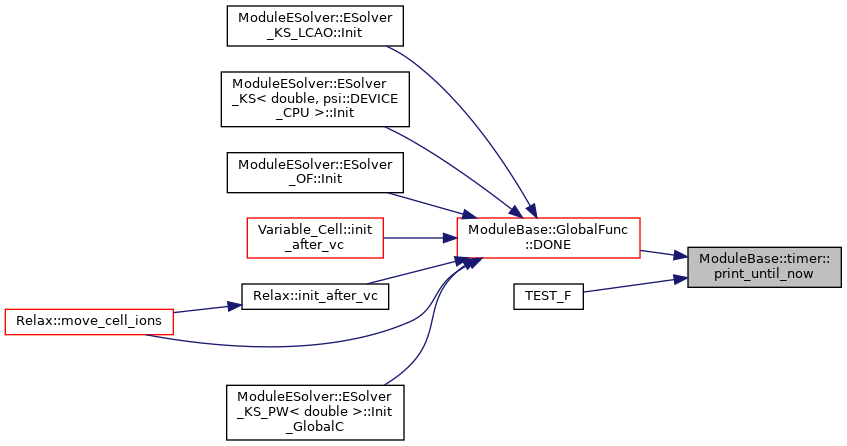 ModuleESolver::ESolver
_KS_LCAO::Init
ModuleESolver::ESolver
_KS< double, psi::DEVICE
_CPU >::Init
ModuleESolver::ESolver
_OF::Init
Variable_Cell::init
_after_vc
ModuleBase::GlobalFunc
::DONE
ModuleBase::timer::
print_until_now
Relax::init_after_vc
TEST_F
Relax::move_cell_ions
ModuleESolver::ESolver
_KS_PW< double >::Init
_GlobalC